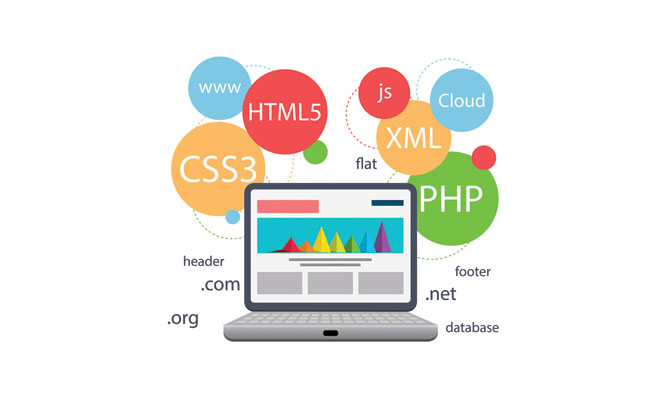 www
HTML5
CSS3
js
Cloud
XML
flat
PHP
header
.com
.org
footer
.net
database